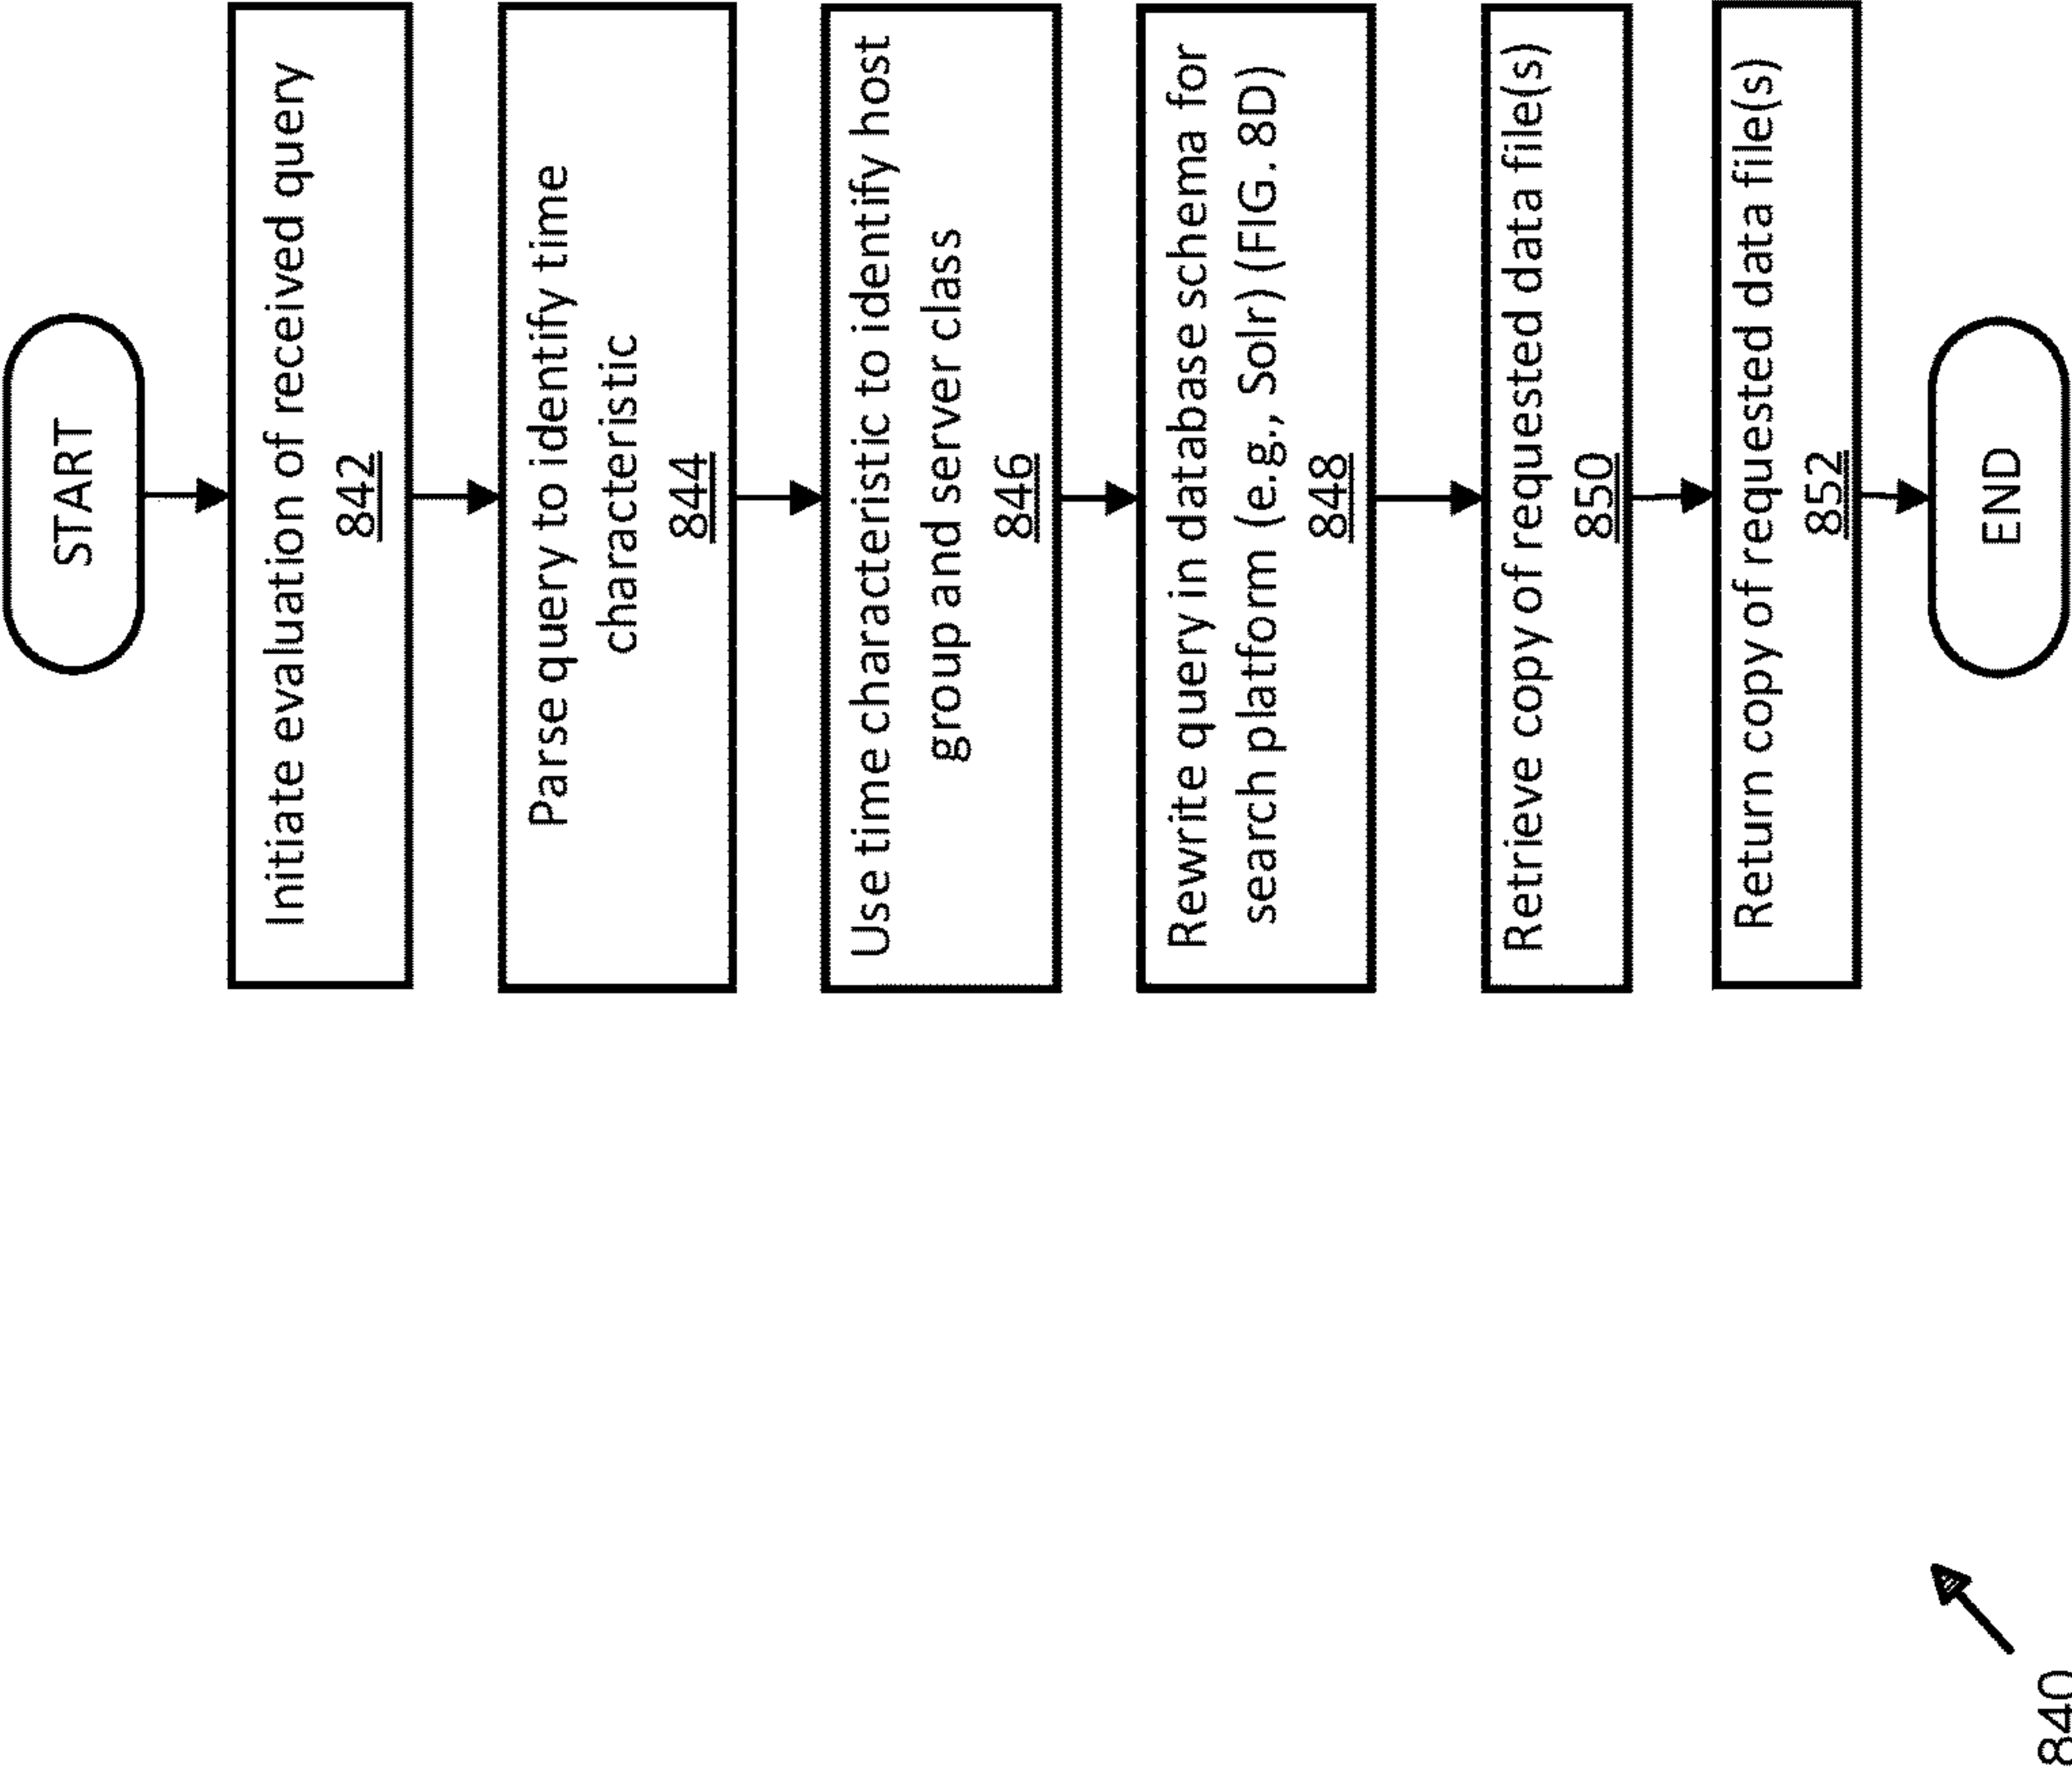 START
Initiate evaluation of received query
842
Parse query to identify time
characteristic
844
Use time characteristic to identify host
group and server class
846
Rewrite query in database schema for
search platform (e.g., Solr) (FIG. 8D)
848
Retrieve copy of requested data file(s)
850
Return copy of requested data file(s)
852
END
840